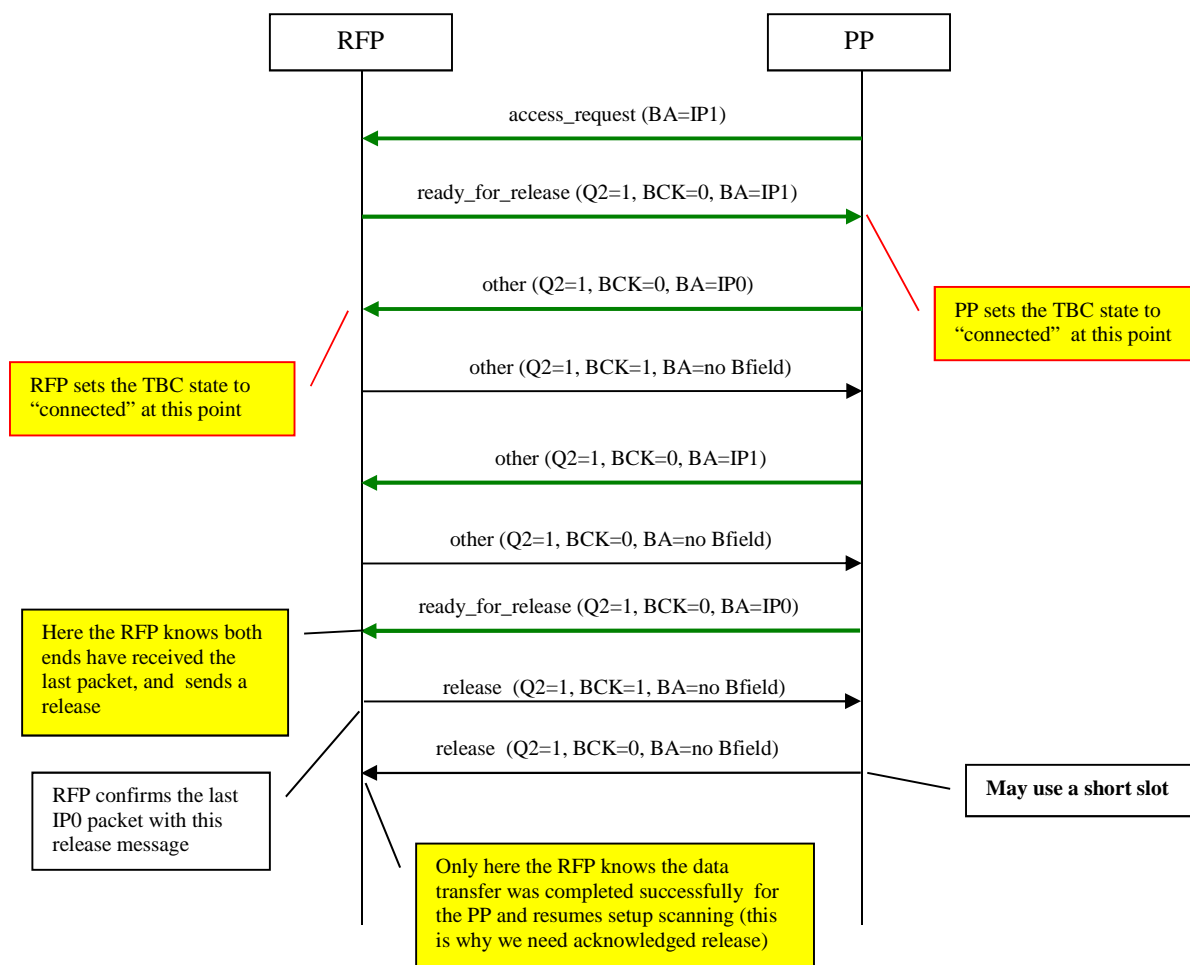 RFP
PP
access_request (BA=IP1)
ready_for_release (Q2=1, BCK=0, BA=IP1)
other (Q2=1, BCK=0, BA=IP0)
PP sets the TBC state to
“connected” at this point
RFP sets the TBC state to
“connected” at this point
other (Q2=1, BCK=1, BA=no Bfield)
other (Q2=1, BCK=0, BA=IP1)
other (Q2=1, BCK=0, BA=no Bfield)
ready_for_release (Q2=1, BCK=0, BA=IP0)
Here the RFP knows both
ends have received the
last packet, and sends a
release
release (Q2=1, BCK=1, BA=no Bfield)
release (Q2=1, BCK=0, BA=no Bfield)
RFP confirms the last
IP0 packet with this
release message
May use a short slot
Only here the RFP knows the data
transfer was completed successfully for
the PP and resumes setup scanning (this
is why we need acknowledged release)